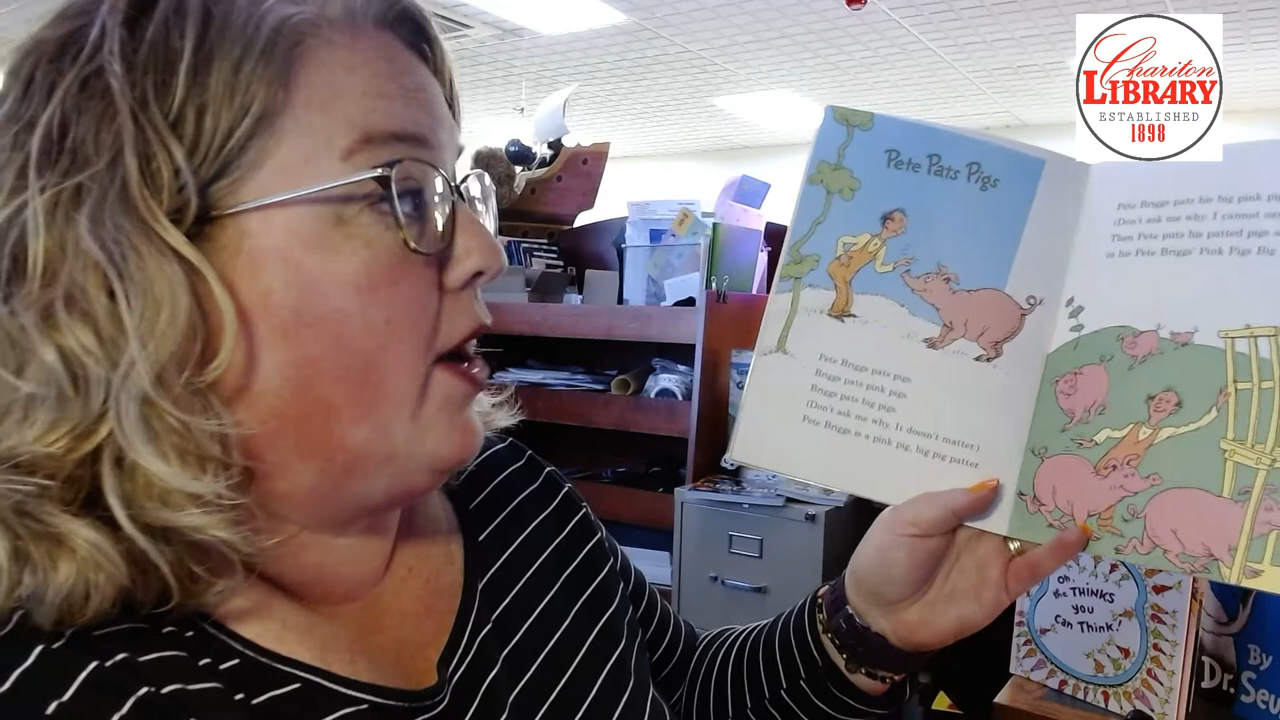 Chariton
LIBRARY
ESTABLISHED
1898
Pete Pats Pigs
Pete Briggs pats pigs.
Briggs pats pink pigs.
Briggs pats big pigs.
(Don't ask me why. It doesn't matter.)
Pete Briggs is a pink pig, big pig patter
Pete Briggs pats his big pink
(Don't ask me why. I cannot
Then Pete pats his patted pigs
in his Pete Briggs' Pink Pigs Big
Oh,
the THINKS
you
Can Think!
By
Dr.